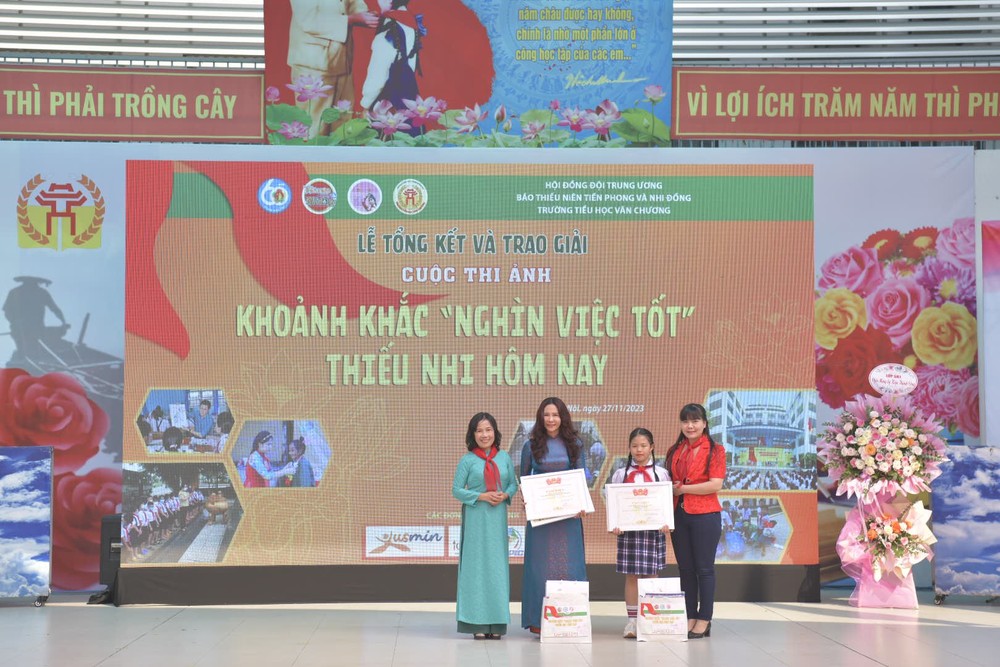 năm châu được hay không,
chính là nhờ một phần lớn ở
công học tập của các em..."
THÌ PHẢI TRỒNG CÂY
VÌ LỢI ÍCH TRĂM NĂM THÌ PH
HỘI ĐỒNG ĐỘI TRUNG ƯƠNG
BÁO THIẾU NIÊN TIỀN PHONG VÀ NHI ĐỒNG
TRƯỜNG TIỂU HỌC VĂN CHƯƠNG
LỄ TỔNG KẾT VÀ TRAO GIẢI
CUỘC THI ẢNH
KHOẢNH KHẮC "NGHÌN VIỆC TỐT"
THIẾU NHI HÔM NAY
Nội, ngày 27/11/2023
CÁC ĐƠN
Jusmin